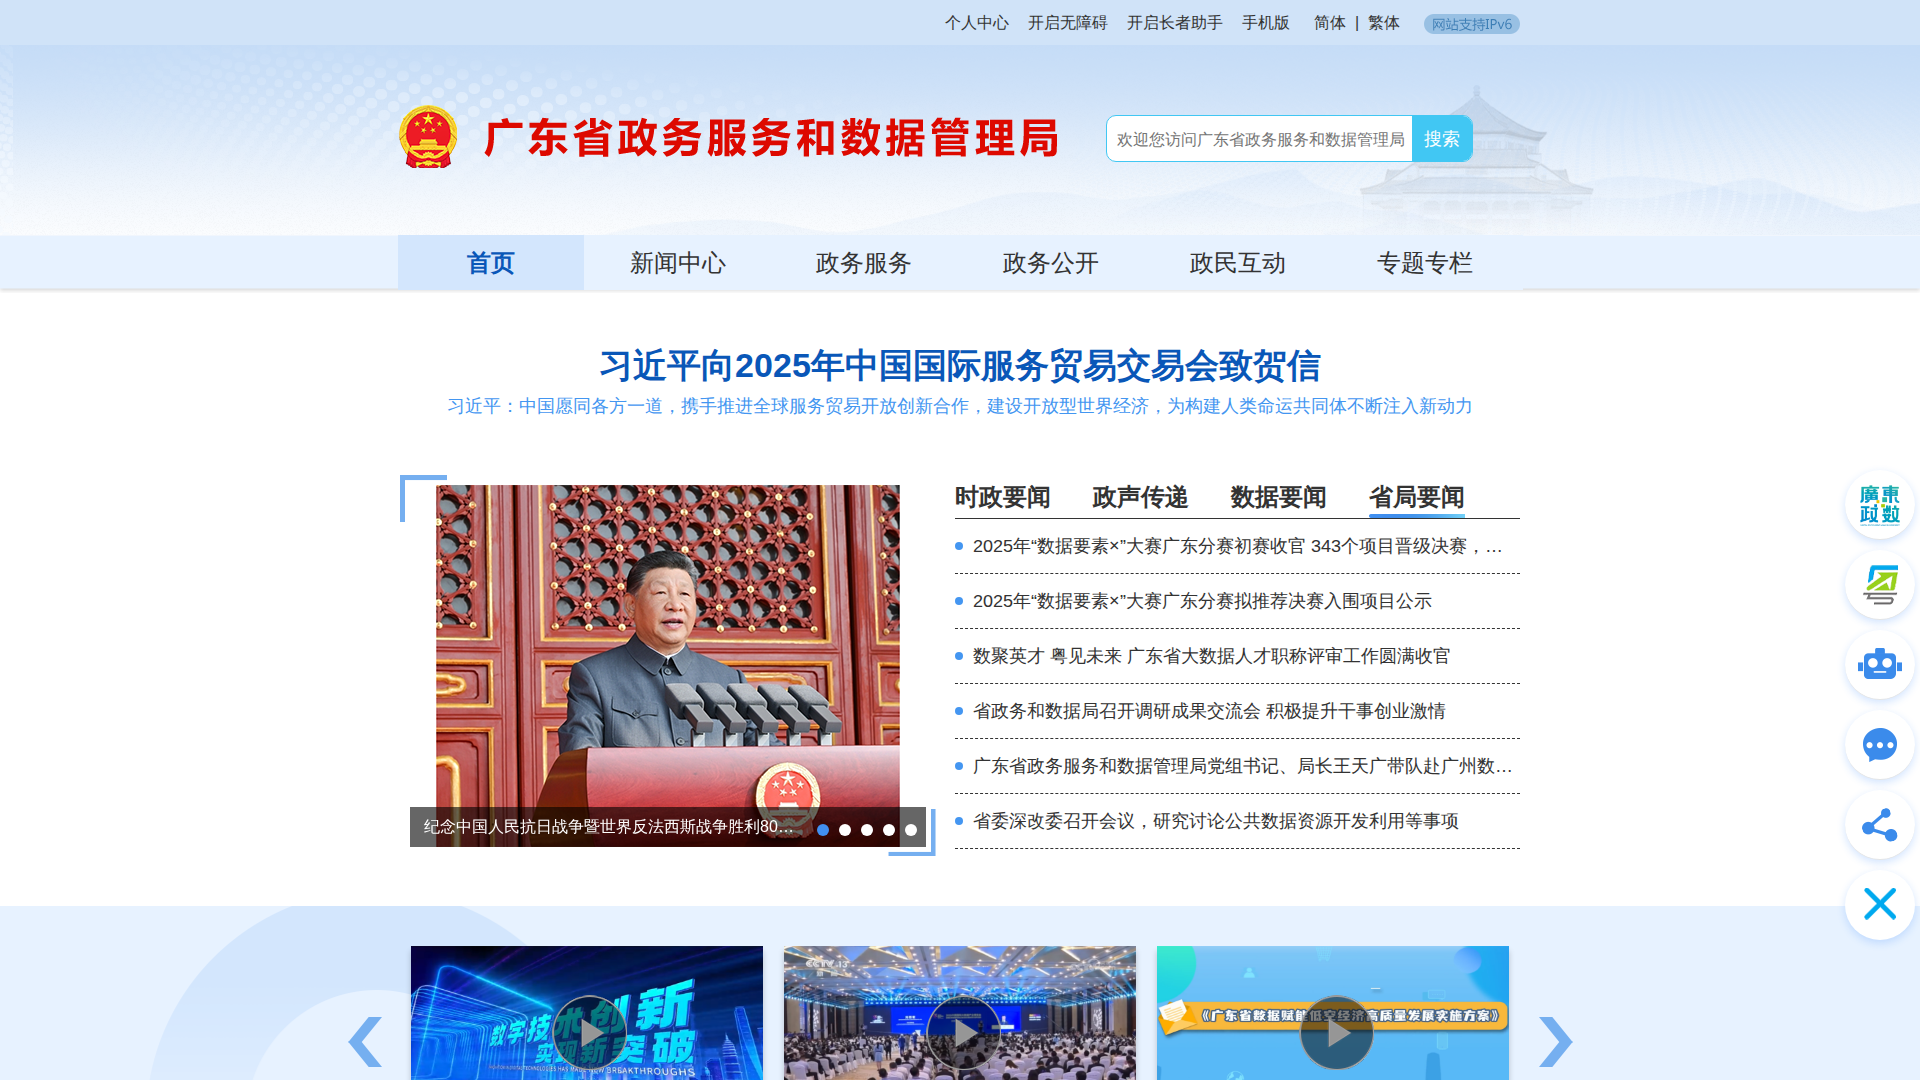 个人中心 开启无障碍 开启长者助手 手机版 简体 | 繁体 网站支持IPv6
广东省政务服务和数据管理局
欢迎您访问广东省政务服务和数据管理局 搜索
首页 新闻中心 政务服务 政务公开 政民互动 专题专栏
习近平向2025年中国国际服务贸易交易会致贺信
习近平：中国愿同各方一道，携手推进全球服务贸易开放创新合作，建设开放型世界经济，为构建人类命运共同体不断注入新动力
时政要闻 政声传递 数据要闻 省局要闻
2025年“数据要素×”大赛广东分赛初赛收官 343个项目晋级决赛，…
2025年“数据要素×”大赛广东分赛拟推荐决赛入围项目公示
数聚英才 粤见未来 广东省大数据人才职称评审工作圆满收官
省政务和数据局召开调研成果交流会 积极提升干事创业激情
广东省政务服务和数据管理局党组书记、局长王天广带队赴广州数…
省委深改委召开会议，研究讨论公共数据资源开发利用等事项
纪念中国人民抗日战争暨世界反法西斯战争胜利80…
廣東
政数
数字技术创新
实现新突破
TECHNOLOGIES HAS MADE NEW BREAKTHROUGHS
CCTV 13
《广东省数据赋能低空经济高质量发展实施方案》